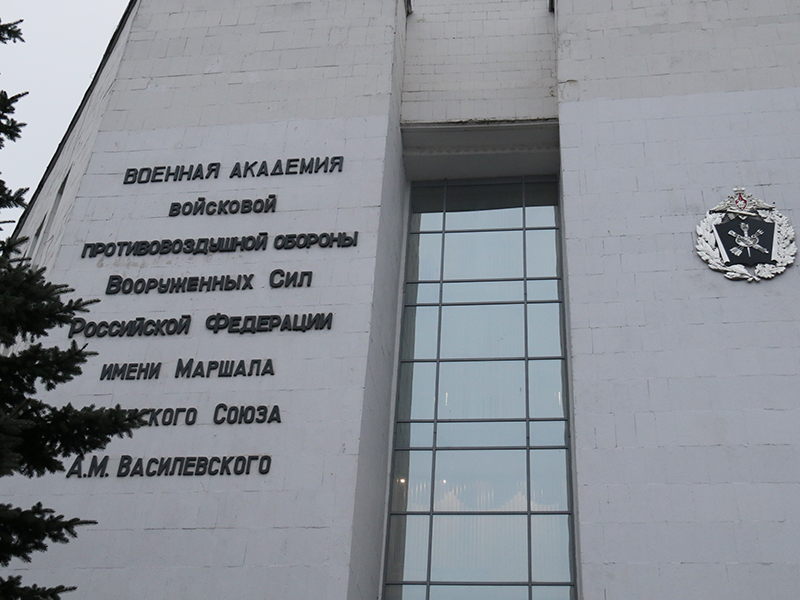 ВОЕННАЯ АКАДЕМИЯ
ВОЙСКОВОЙ
ПРОТИВОВОЗДУШНОЙ ОБОРОНЫ
ВООРУЖЕННЫХ СИЛ
РОССИЙСКОЙ ФЕДЕРАЦИИ
ИМЕНИ МАРШАЛА
СОЮЗА
А.М. ВАСИЛЕВСКОГО